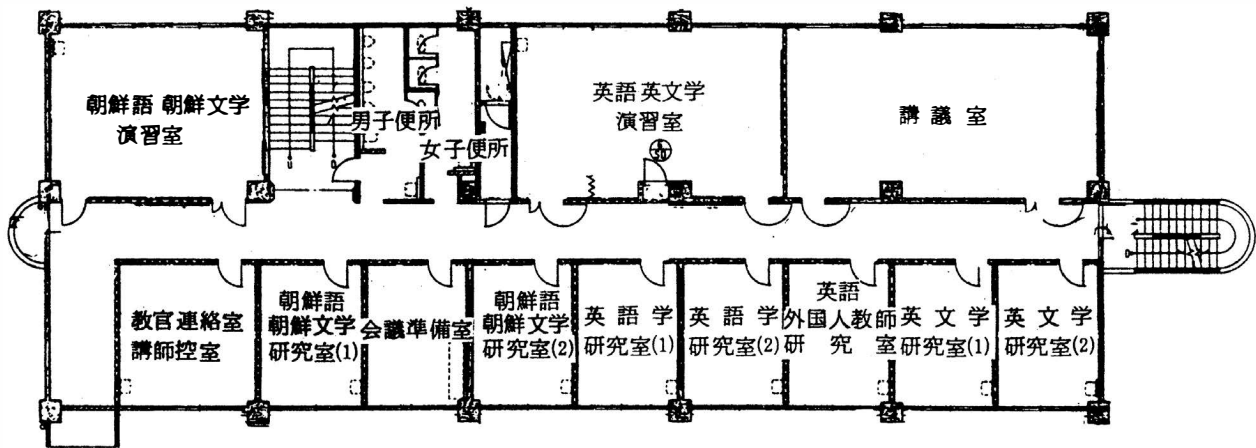 朝鮮語 朝鮮文学
演習室
男子便所
女子便所
英語英文学
演習室
講議室
教官連絡室
講師控室
朝鮮語
朝鮮文学
研究室(1)
会議準備室
朝鮮語
朝鮮文学
研究室(2)
英語学
研究室(1)
英語学
研究室(2)
英語
外国人教師
研究室
英文学
研究室(1)
英文学
研究室(2)